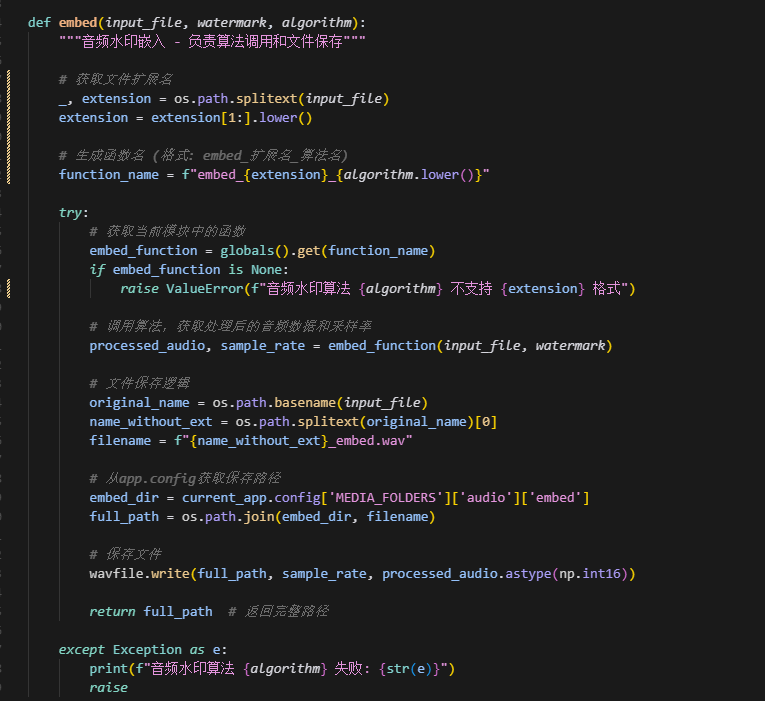 def embed(input_file, watermark, algorithm):
    """音频水印嵌入 - 负责算法调用和文件保存"""
    # 获取文件扩展名
    _, extension = os.path.splitext(input_file)
    extension = extension[1:].lower()
    # 生成函数名 (格式: embed_扩展名_算法名)
    function_name = f"embed_{extension}_{algorithm.lower()}"
    try:
        # 获取当前模块中的函数
        embed_function = globals().get(function_name)
        if embed_function is None:
            raise ValueError(f"音频水印算法 {algorithm} 不支持 {extension} 格式")
        # 调用算法，获取处理后的音频数据和采样率
        processed_audio, sample_rate = embed_function(input_file, watermark)
        # 文件保存逻辑
        original_name = os.path.basename(input_file)
        name_without_ext = os.path.splitext(original_name)[0]
        filename = f"{name_without_ext}_embed.wav"
        # 从app.config获取保存路径
        embed_dir = current_app.config['MEDIA_FOLDERS']['audio']['embed']
        full_path = os.path.join(embed_dir, filename)
        # 保存文件
        wavfile.write(full_path, sample_rate, processed_audio.astype(np.int16))
        return full_path  # 返回完整路径
    except Exception as e:
        print(f"音频水印算法 {algorithm} 失败: {str(e)}")
        raise